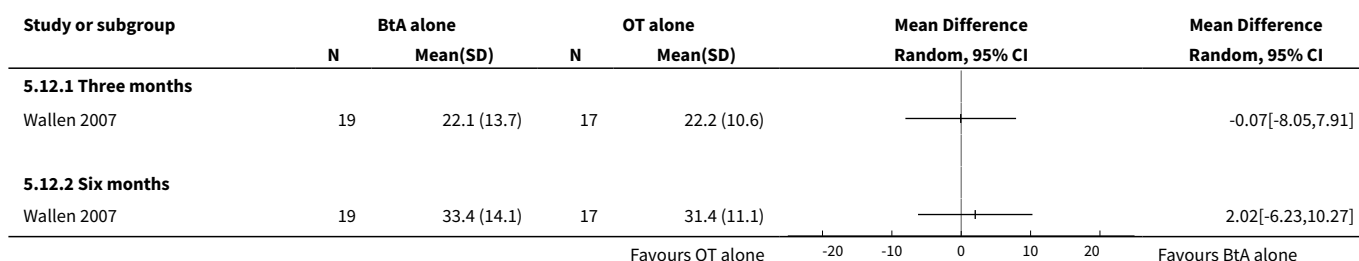 Study or subgroup BtA alone OT alone Mean Difference Mean Difference
N Mean(SD) N Mean(SD) Random, 95% CI Random, 95% CI
5.12.1 Three months
Wallen 2007 19 22.1 (13.7) 17 22.2 (10.6) -0.07[-8.05,7.91]
5.12.2 Six months
Wallen 2007 19 33.4 (14.1) 17 31.4 (11.1) 2.02[-6.23,10.27]
Favours OT alone -20 -10 0 10 20 Favours BtA alone